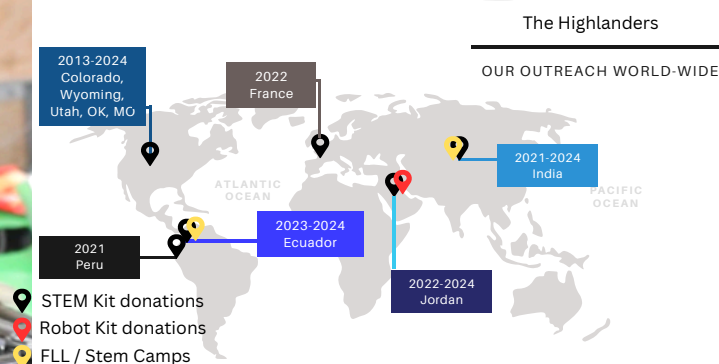 The Highlanders
OUR OUTREACH WORLD-WIDE
2013-2024
Colorado,
Wyoming,
Utah, OK, MO
2022
France
2021-2024
India
ATLANTIC
OCEAN
PACIFIC
OCEAN
2023-2024
Ecuador
2021
Peru
2022-2024
Jordan
STEM Kit donations
Robot Kit donations
FLL / Stem Camps